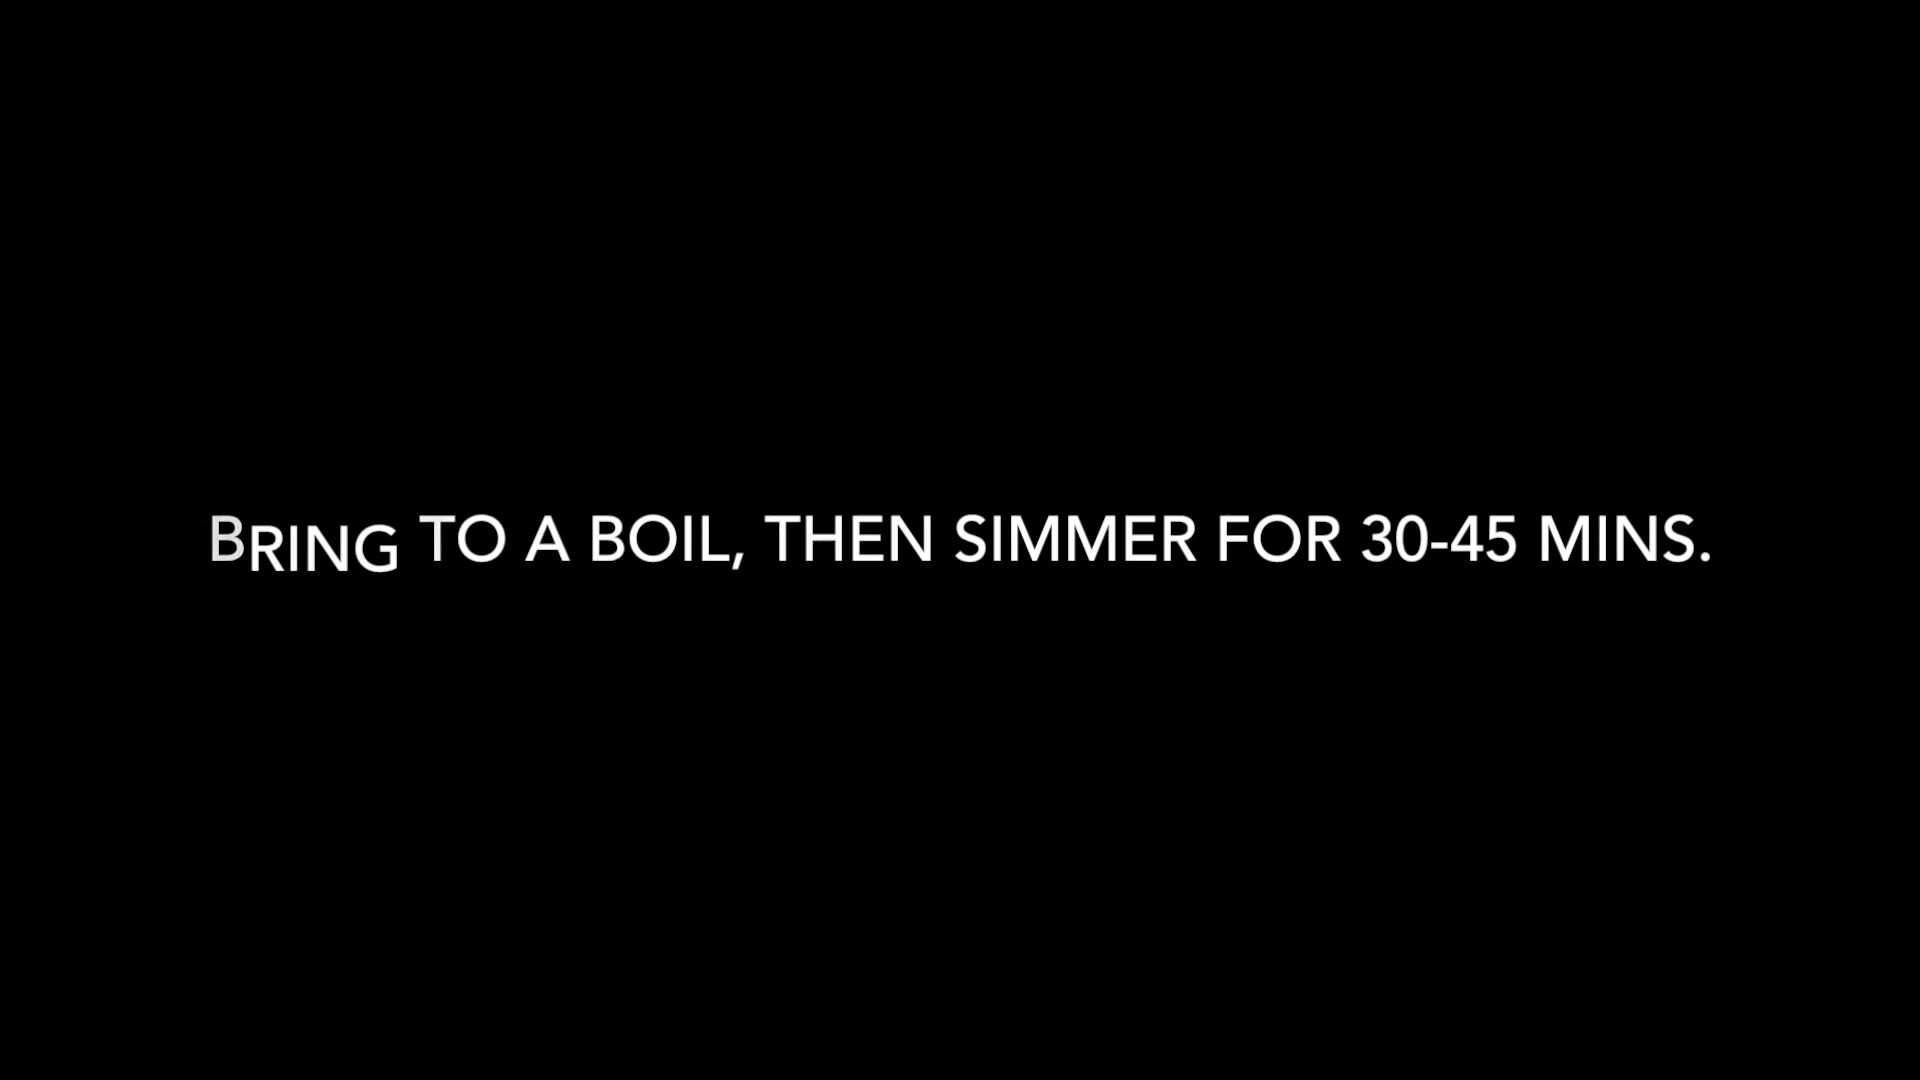 BRING TO A BOIL, THEN SIMMER FOR 30-45 MINS.